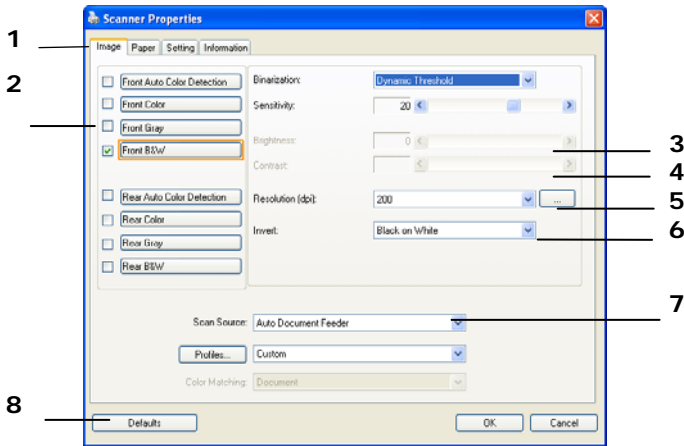 Scanner Properties
1
Image Paper Setting Information
2
Front Auto Color Detection
Front Color
Front Gray
Front B&W
Rear Auto Color Detection
Rear Color
Rear Gray
Rear B&W
Binarization: Dynamic Threshold
Sensitivity: 20
Brightness: 0
3
Contrast:
4
Resolution (dpi): 200 ...
5
Invert: Black on White
6
Scan Source: Auto Document Feeder
7
Profiles... Custom
Color Matching: Document
8
Defaults OK Cancel